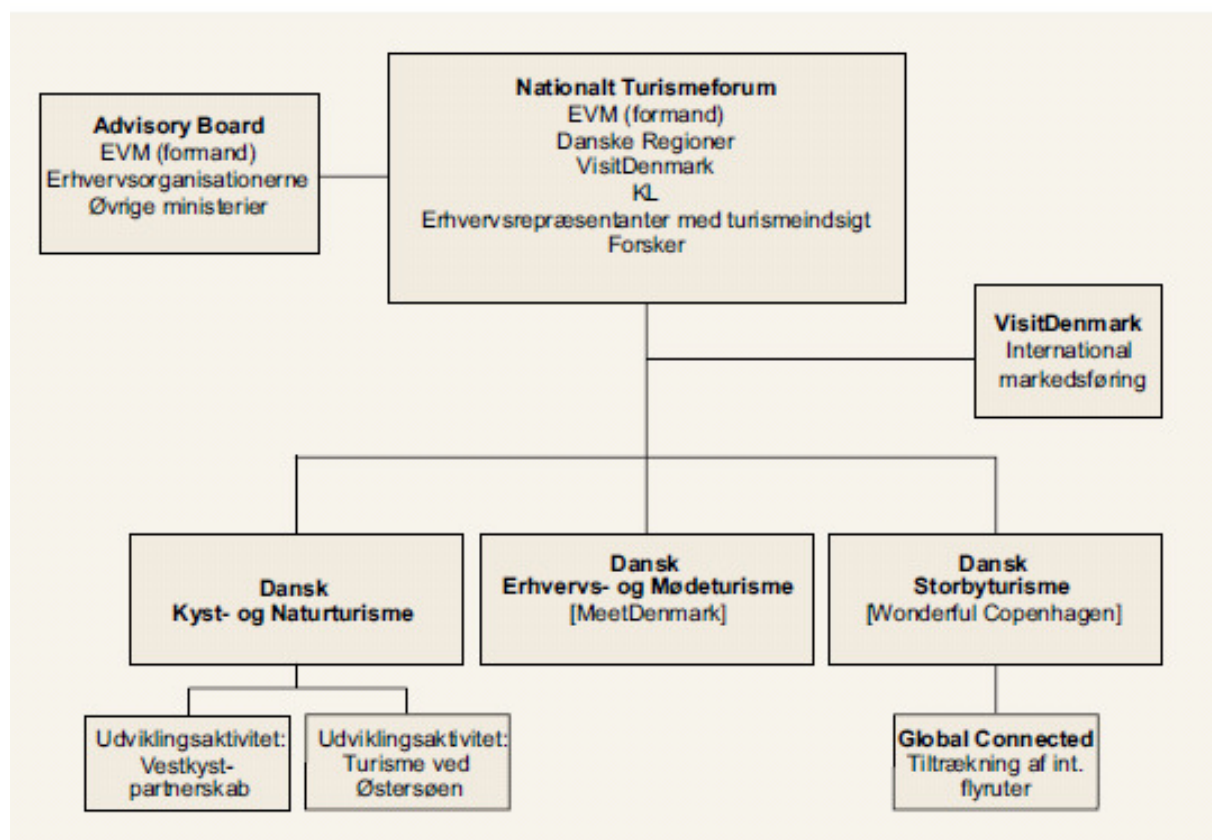 Nationalt Turismeforum
EVM (formand)
Danske Regioner
VisitDenmark
KL
Erhvervsrepræsentanter med turismeindsigt
Forsker
Advisory Board
EVM (formand)
Erhvervsorganisationerne
Øvrige ministerier
VisitDenmark
International
markedsføring
Dansk
Kyst- og Naturturisme
Dansk
Erhvervs- og Mødeturisme
[MeetDenmark]
Dansk
Storbyturisme
[Wonderful Copenhagen]
Udviklingsaktivitet:
Vestkyst-
partnerskab
Udviklingsaktivitet:
Turisme ved
Østersøen
Global Connected
Tiltrækning af int.
flyruter